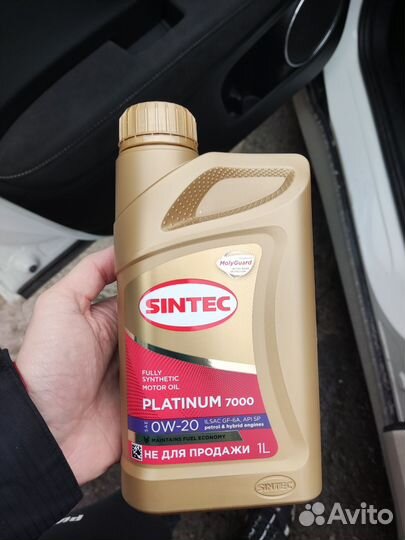 MolyGuard
SINTEC
FULLY
SYNTHETIC
MOTOR OIL
PLATINUM 7000
SAE 0W-20 ILSAC GF-6A, API SP
petrol & hybrid engines
MAINTAINS FUEL ECONOMY
НЕ ДЛЯ ПРОДАЖИ 1L
SINTEC
Avito